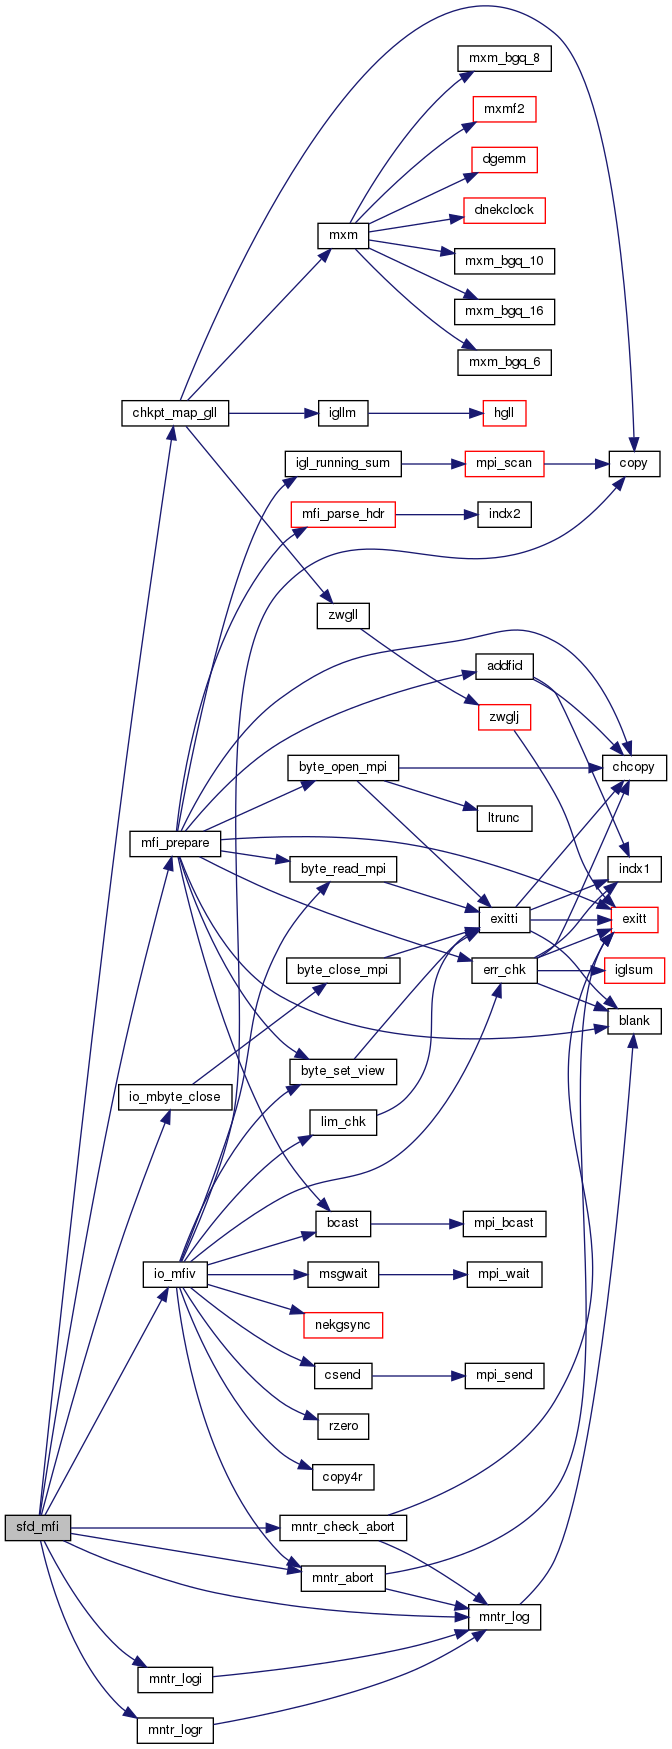 mxm_bgq_8
mxmf2
dgemm
dnekclock
mxm
mxm_bgq_10
mxm_bgq_16
mxm_bgq_6
chkpt_map_gll
igllm
hgll
igl_running_sum
mpi_scan
copy
mfi_parse_hdr
indx2
zwgll
addfid
zwglj
byte_open_mpi
chcopy
ltrunc
mfi_prepare
byte_read_mpi
indx1
exitti
exitt
byte_close_mpi
err_chk
iglsum
blank
byte_set_view
io_mbyte_close
lim_chk
bcast
mpi_bcast
io_mfiv
msgwait
mpi_wait
nekgsync
csend
mpi_send
rzero
copy4r
sfd_mfi
mntr_check_abort
mntr_abort
mntr_log
mntr_logi
mntr_logr